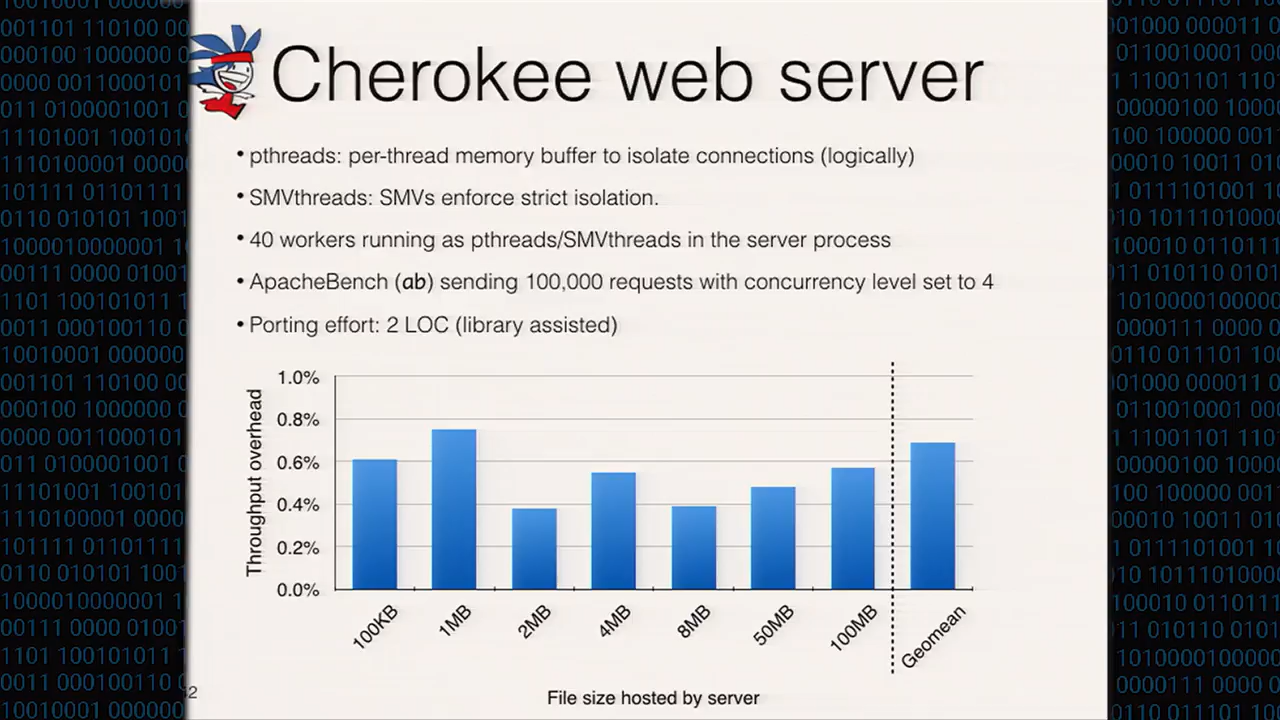 Cherokee web server
• pthreads: per-thread memory buffer to isolate connections (logically)
• SMVthreads: SMVs enforce strict isolation.
• 40 workers running as pthreads/SMVthreads in the server process
• ApacheBench (ab) sending 100,000 requests with concurrency level set to 4
• Porting effort: 2 LOC (library assisted)
Throughput overhead
1.0%
0.8%
0.6%
0.4%
0.2%
0.0%
100KB
1MB
2MB
4MB
8MB
50MB
100MB
Geomean
File size hosted by server